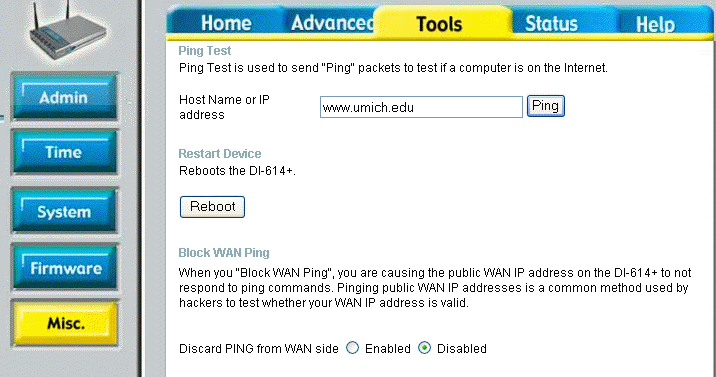 Home Advanced Tools Status Help
Ping Test
Ping Test is used to send "Ping" packets to test if a computer is on the Internet.
Admin
Host Name or IP
address
www.umich.edu Ping
Time
Restart Device
Reboots the DI-614+.
System
Reboot
Block WAN Ping
Firmware
When you "Block WAN Ping", you are causing the public WAN IP address on the DI-614+ to not
respond to ping commands. Pinging public WAN IP addresses is a common method used by
hackers to test whether your WAN IP address is valid.
Misc.
Discard PING from WAN side Enabled Disabled